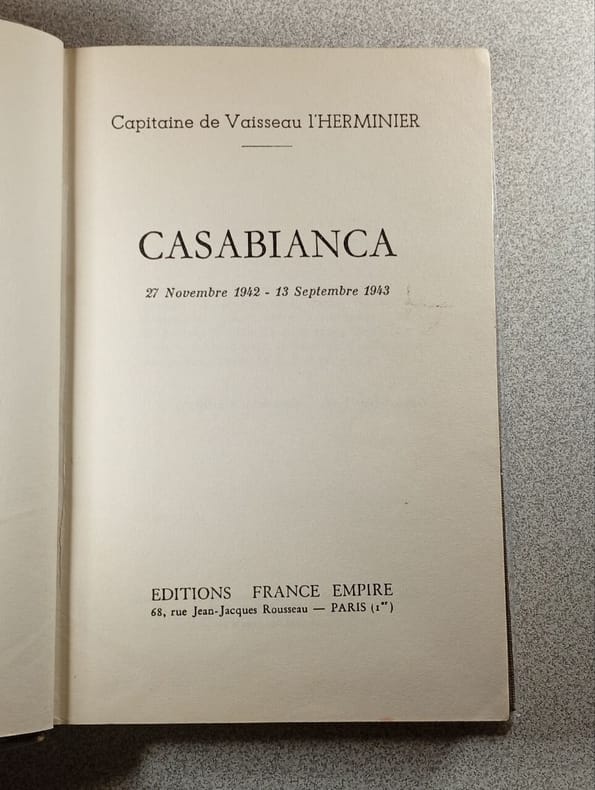 Capitaine de Vaisseau l'HERMINIER
CASABIANCA
27 Novembre 1942 - 13 Septembre 1943
EDITIONS FRANCE EMPIRE
68, rue Jean-Jacques Rousseau — PARIS (1er)